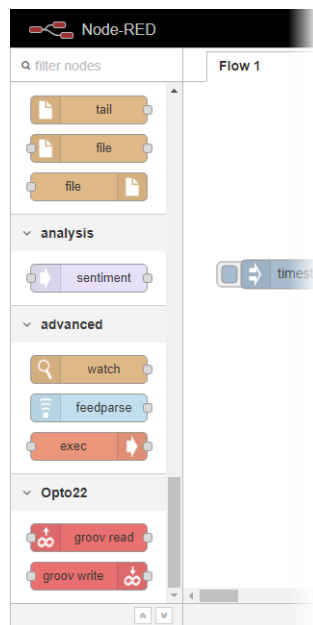 Node-RED
filter nodes
Flow 1
tail
file
file
analysis
sentiment
timest
advanced
watch
feedparse
exec
Opto22
groov read
groov write